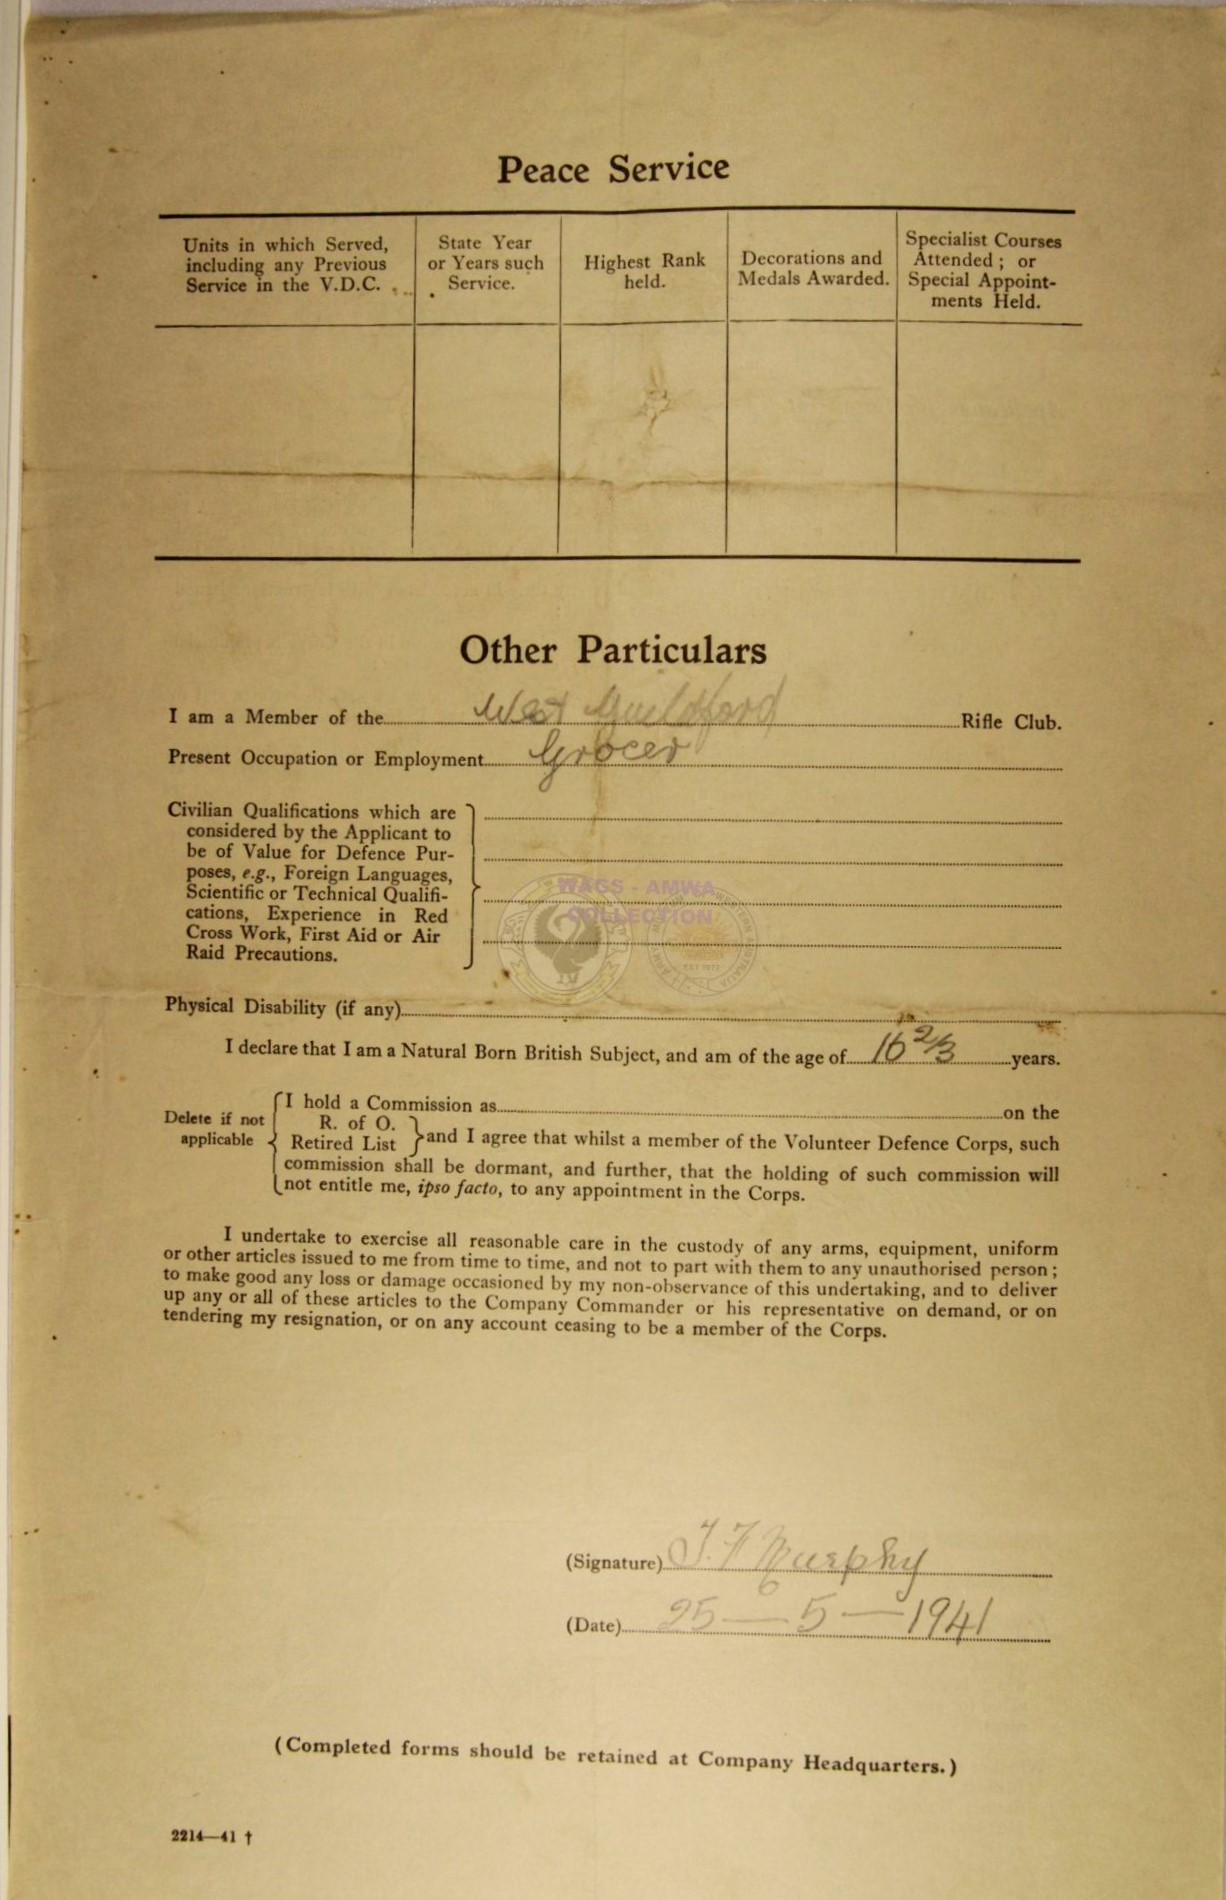 Peace Service
Units in which Served,
including any Previous
Service in the V.D.C.
State Year
or Years such
Service.
Highest Rank
held.
Decorations and
Medals Awarded.
Specialist Courses
Attended ; or
Special Appoint-
ments Held.
Other Particulars
I am a Member of the West Guildford Rifle Club.
Present Occupation or Employment Grocer
Civilian Qualifications which are
considered by the Applicant to
be of Value for Defence Pur-
poses, e.g., Foreign Languages,
Scientific or Technical Qualifi-
cations, Experience in Red
Cross Work, First Aid or Air
Raid Precautions.
WAGS - AMWA
COLLECTION
Physical Disability (if any)
I declare that I am a Natural Born British Subject, and am of the age of 16 2/3 years.
Delete if not
applicable
I hold a Commission as on the
R. of O.
Retired List and I agree that whilst a member of the Volunteer Defence Corps, such
commission shall be dormant, and further, that the holding of such commission will
not entitle me, ipso facto, to any appointment in the Corps.
I undertake to exercise all reasonable care in the custody of any arms, equipment, uniform
or other articles issued to me from time to time, and not to part with them to any unauthorised person ;
to make good any loss or damage occasioned by my non-observance of this undertaking, and to deliver
up any or all of these articles to the Company Commander or his representative on demand, or on
tendering my resignation, or on any account ceasing to be a member of the Corps.
(Signature) J. F Murphy
(Date) 25 — 5 — 1941
(Completed forms should be retained at Company Headquarters.)
2214—41 †